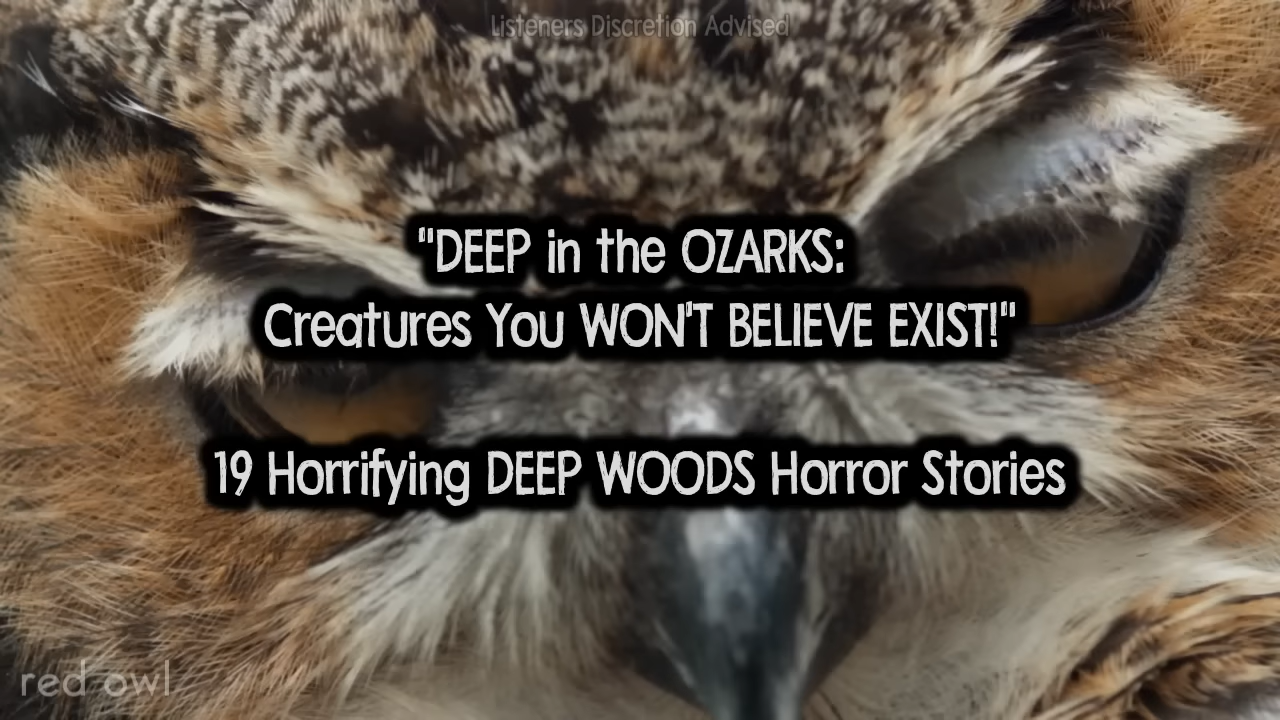 Listeners Discretion Advised
"DEEP in the OZARKS:
Creatures You WON'T BELIEVE EXIST!"
19 Horrifying DEEP WOODS Horror Stories
red owl